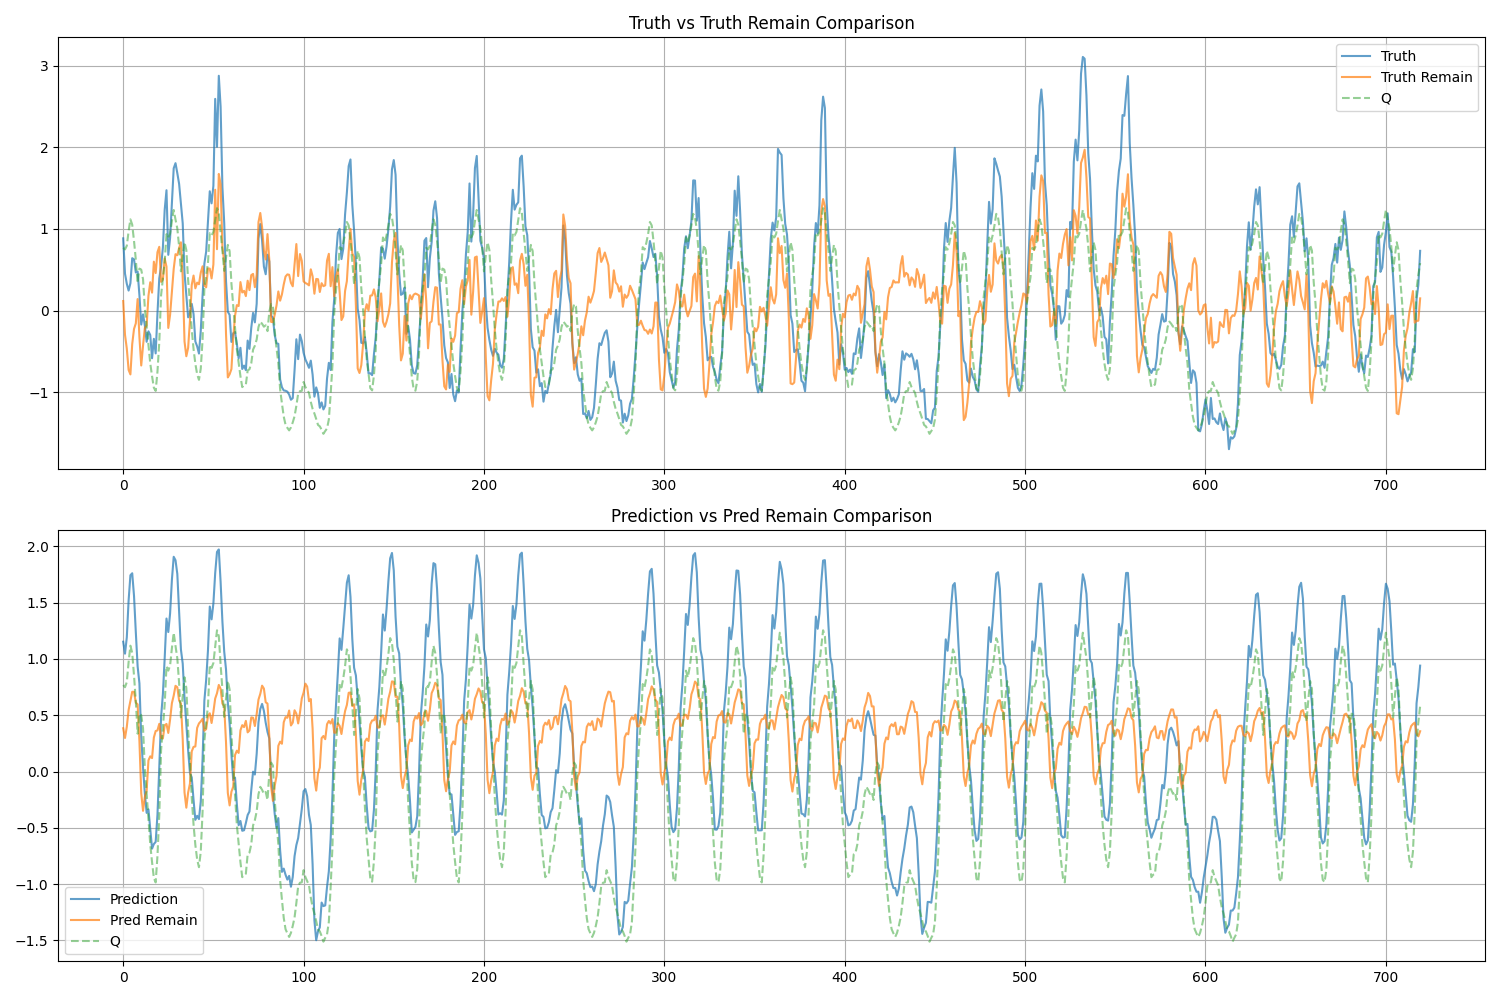 Truth vs Truth Remain Comparison
3
2
1
0
−1
Truth
Truth Remain
Q
0 100 200 300 400 500 600 700
Prediction vs Pred Remain Comparison
2.0
1.5
1.0
0.5
0.0
−0.5
−1.0
−1.5
Prediction
Pred Remain
Q
0 100 200 300 400 500 600 700